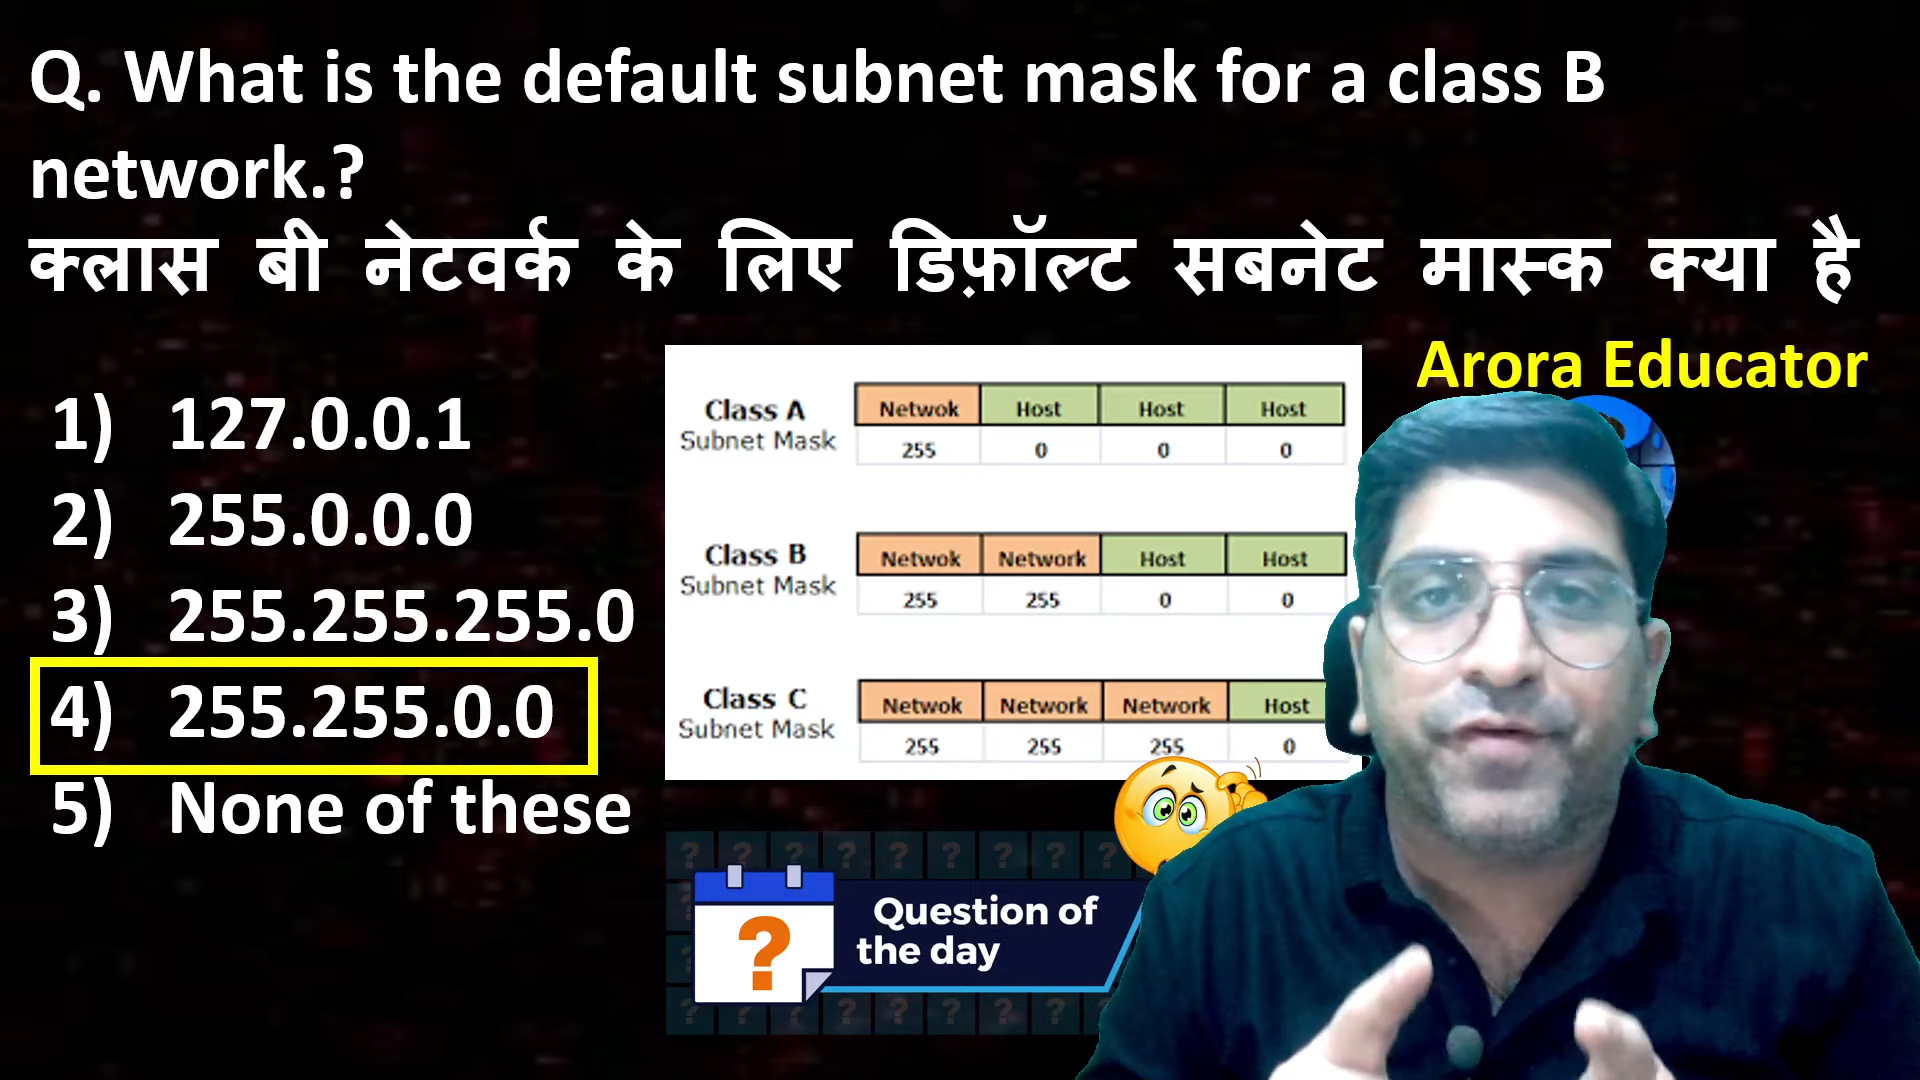 Q. What is the default subnet mask for a class B
network.?
क्लास बी नेटवर्क के लिए डिफ़ॉल्ट सबनेट मास्क क्या है
Arora Educator
1) 127.0.0.1
2) 255.0.0.0
3) 255.255.255.0
4) 255.255.0.0
5) None of these
Class A Netwok Host Host Host
Subnet Mask 255 0 0 0
Class B Netwok Network Host Host
Subnet Mask 255 255 0 0
Class C Netwok Network Network Host
Subnet Mask 255 255 255 0
? Question of
the day